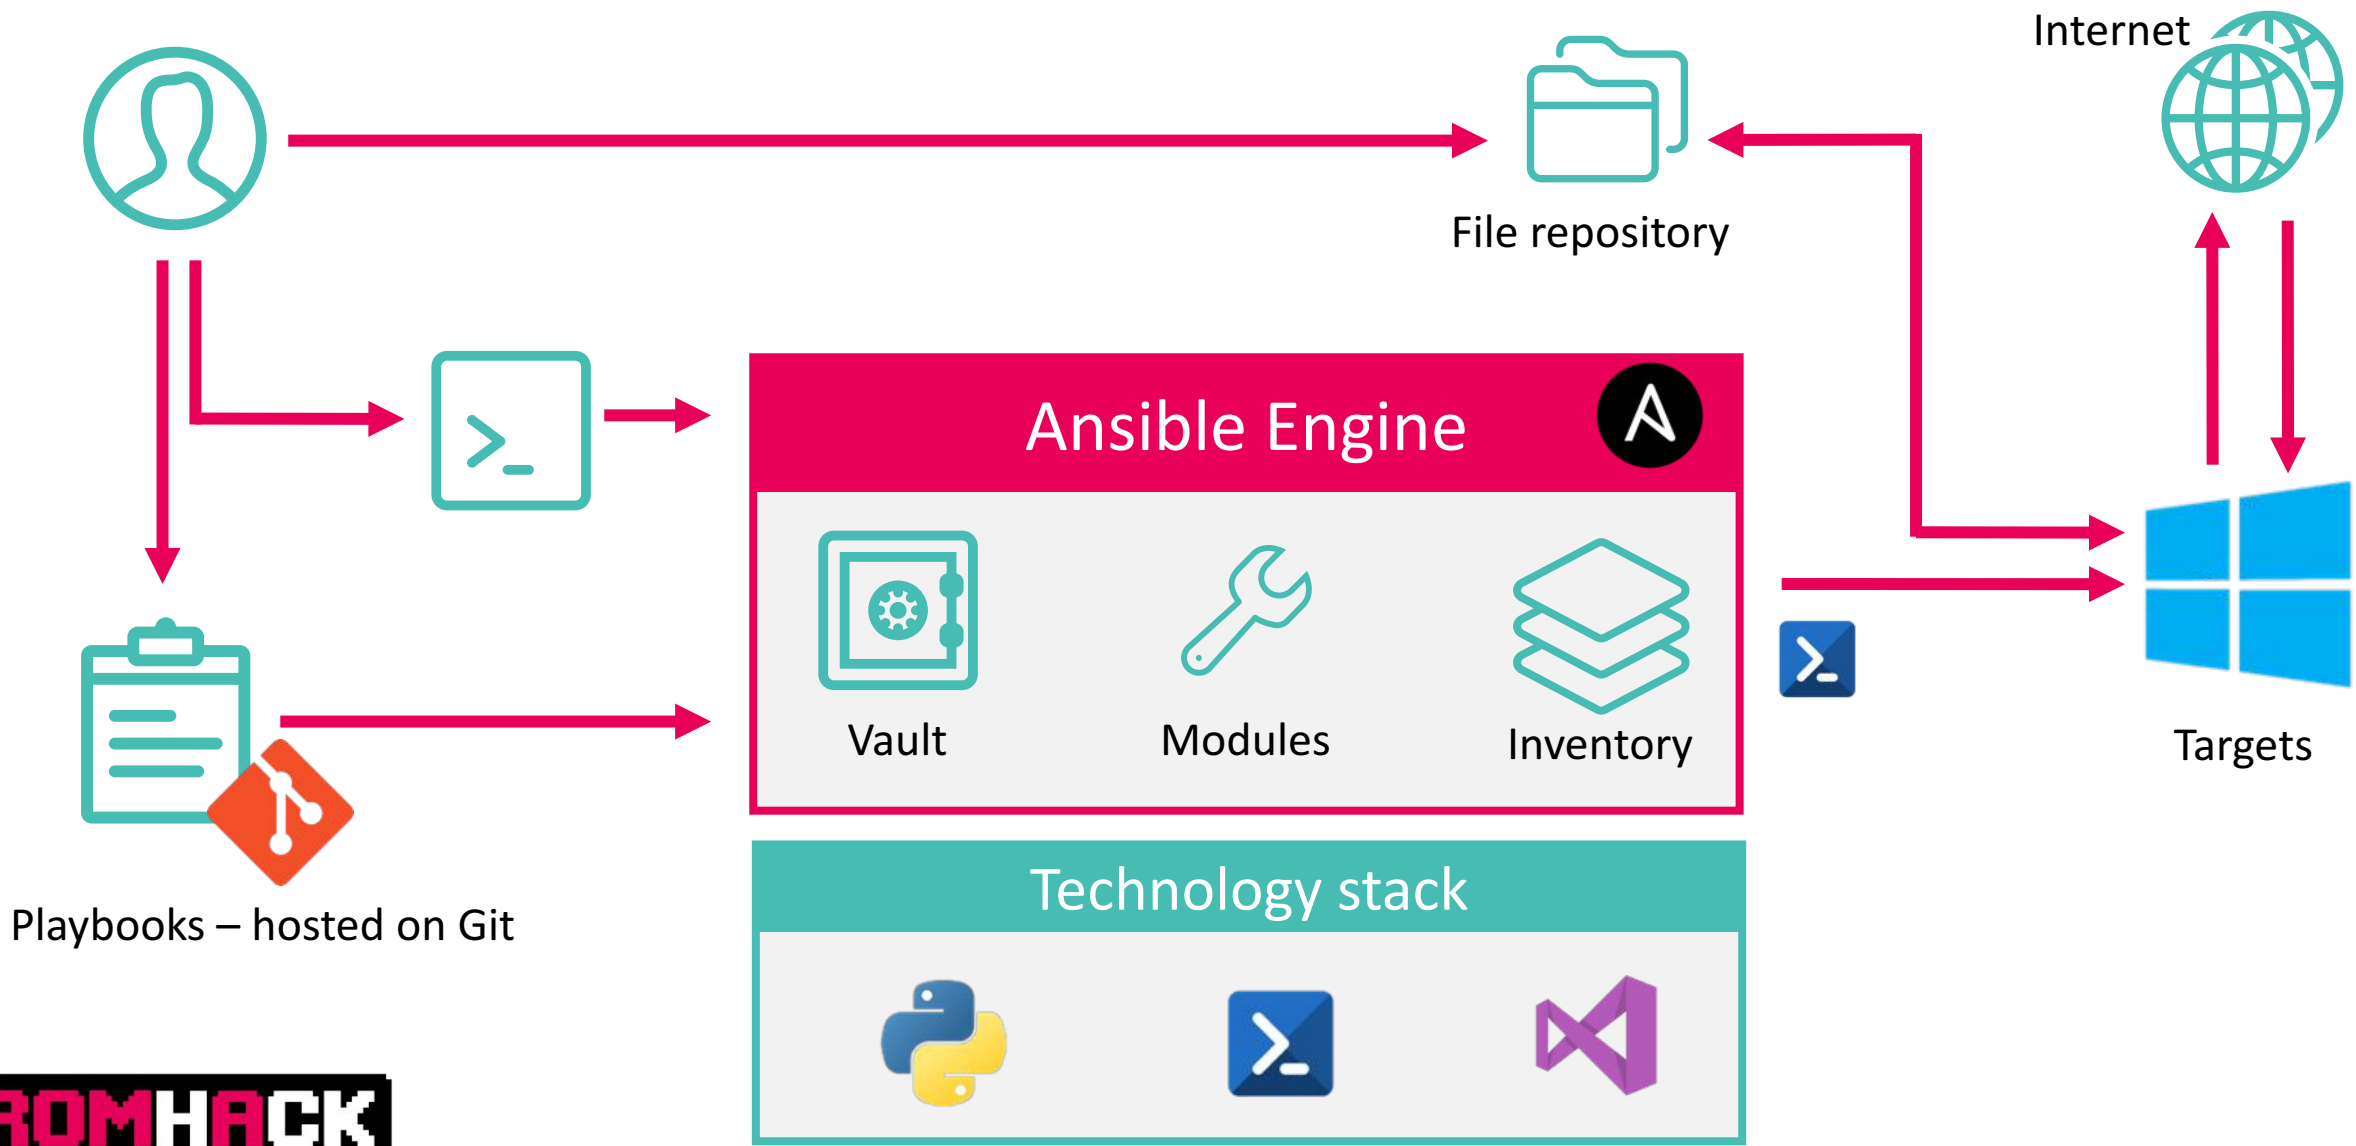 Internet
File repository
Ansible Engine
Vault
Modules
Inventory
Targets
Technology stack
Playbooks – hosted on Git
ROMHACK